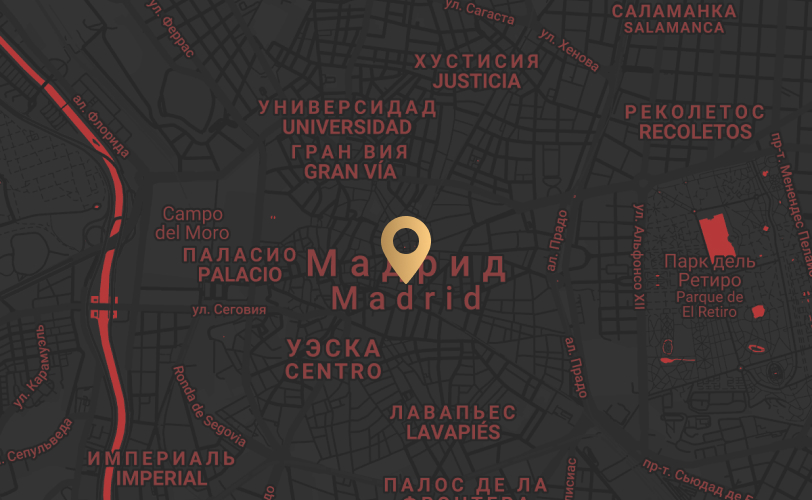 ул. Феррас
ул. Сагаста
САЛАМАНКА
SALAMANCA
ул. Хенова
ХУСТИСИЯ
JUSTICIA
ал. Флорида
УНИВЕРСИДАД
UNIVERSIDAD
РЕКОЛЕТОС
RECOLETOS
ГРАН ВИЯ
GRAN VÍA
пр-т. Менендес
Campo
del Moro
ул. Альфонсо XII
ал. Прадо
ПАЛАСИО
PALACIO
Мадрид
Madrid
Парк дель
Ретиро
Parque de
El Retiro
ул. Сеговия
ул. Карамуэль
УЭСКА
CENTRO
ал. Прадо
Ronda de Segovia
ЛАВАПЬЕС
LAVAPIÉS
Сепульведа
ИМПЕРИАЛЬ
IMPERIAL
ПАЛОС ДЕ ЛА
ФРОНТЕРА
пр-т. Сьюдад де